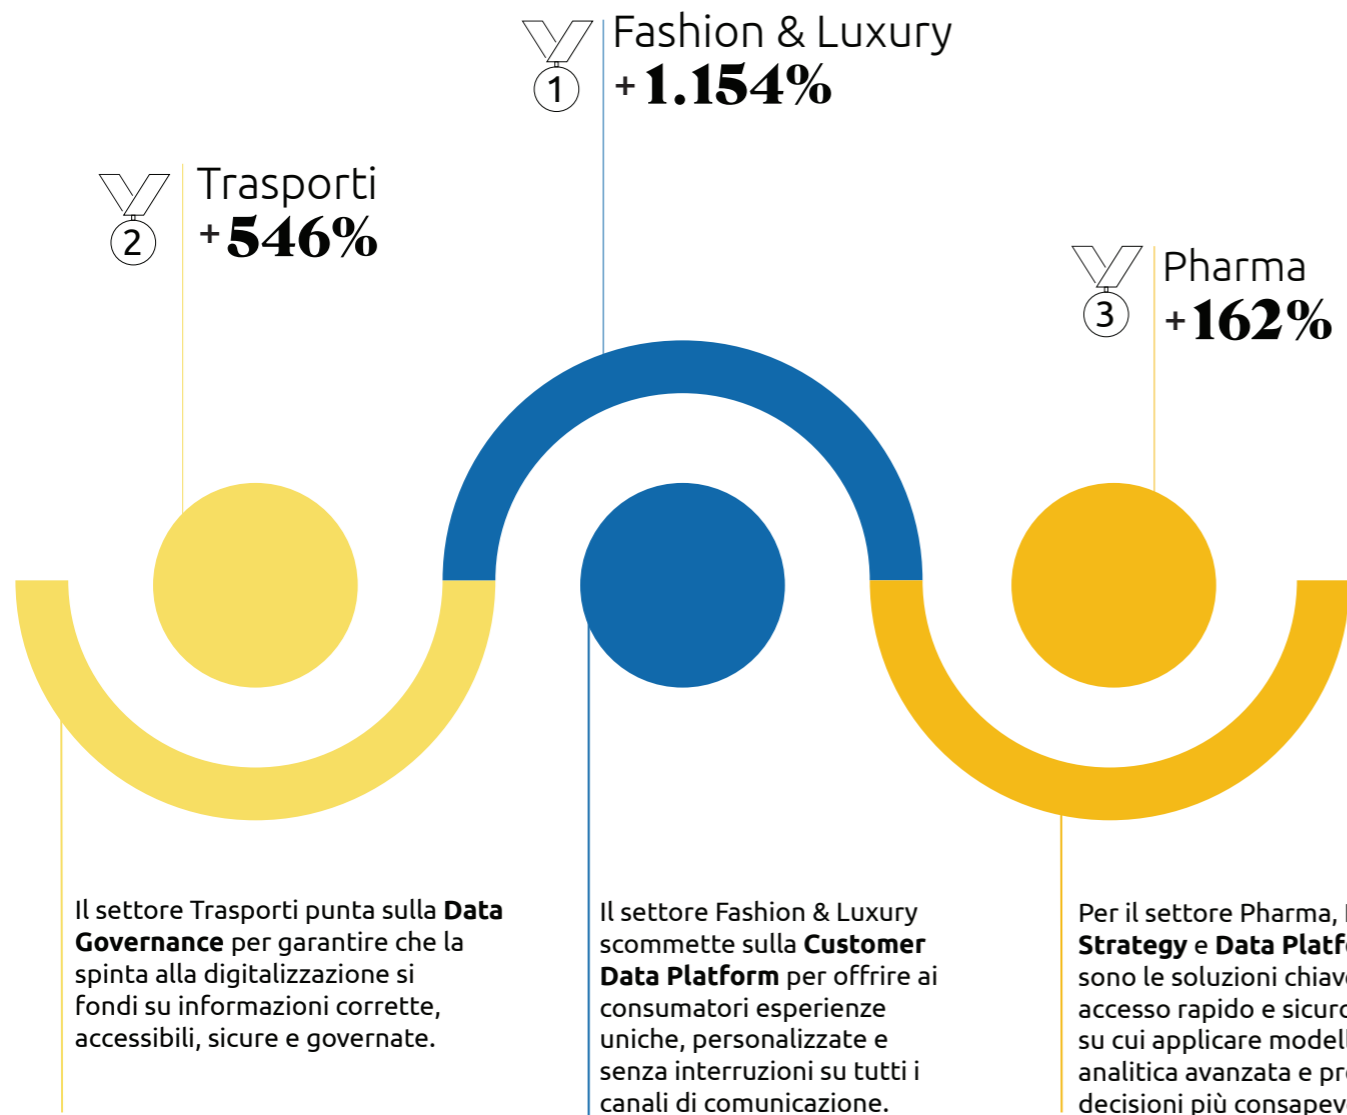 1
Fashion & Luxury
+ 1.154%
2
Trasporti
+ 546%
3
Pharma
+ 162%
Il settore Trasporti punta sulla Data
Governance per garantire che la
spinta alla digitalizzazione si
fondi su informazioni corrette,
accessibili, sicure e governate.
Il settore Fashion & Luxury
scommette sulla Customer
Data Platform per offrire ai
consumatori esperienze
uniche, personalizzate e
senza interruzioni su tutti i
canali di comunicazione.
Per il settore Pharma,
Strategy e Data
sono le soluzioni
accesso rapido e
su cui applicare
analitica avanzata e
decisioni più